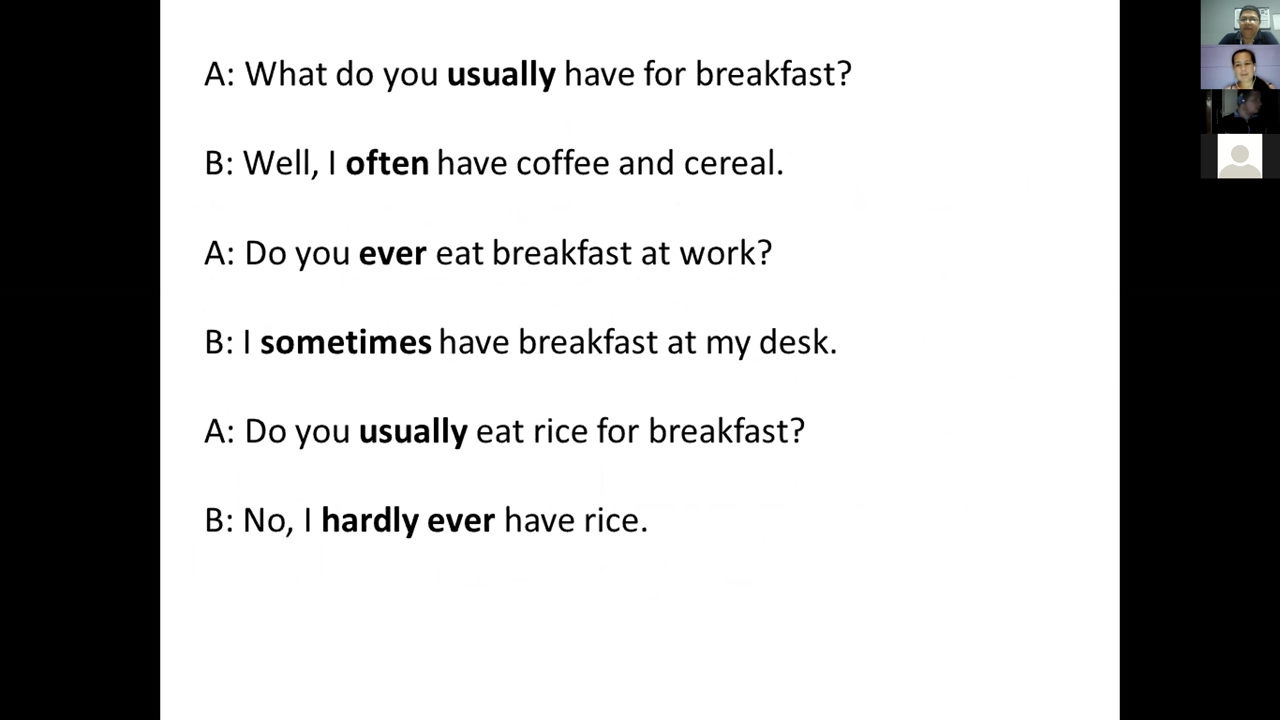 A: What do you usually have for breakfast?
B: Well, I often have coffee and cereal.
A: Do you ever eat breakfast at work?
B: I sometimes have breakfast at my desk.
A: Do you usually eat rice for breakfast?
B: No, I hardly ever have rice.